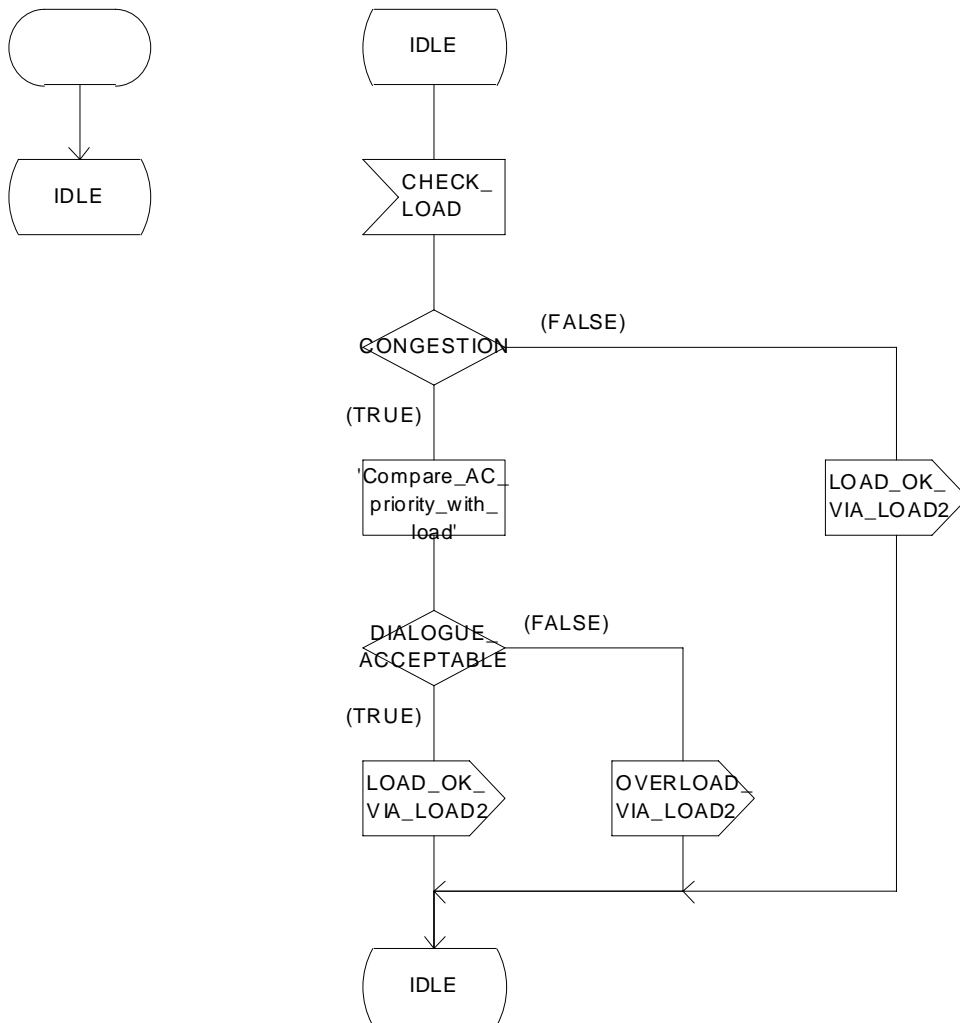 IDLE
IDLE
CHECK_
LOAD
CONGESTION
(FALSE)
(TRUE)
'Compare_AC_
priority_with_
load'
LOAD_OK_
VIA_LOAD2
DIALOGUE_
ACCEPTABLE
(FALSE)
(TRUE)
LOAD_OK_
VIA_LOAD2
OVERLOAD_
VIA_LOAD2
IDLE